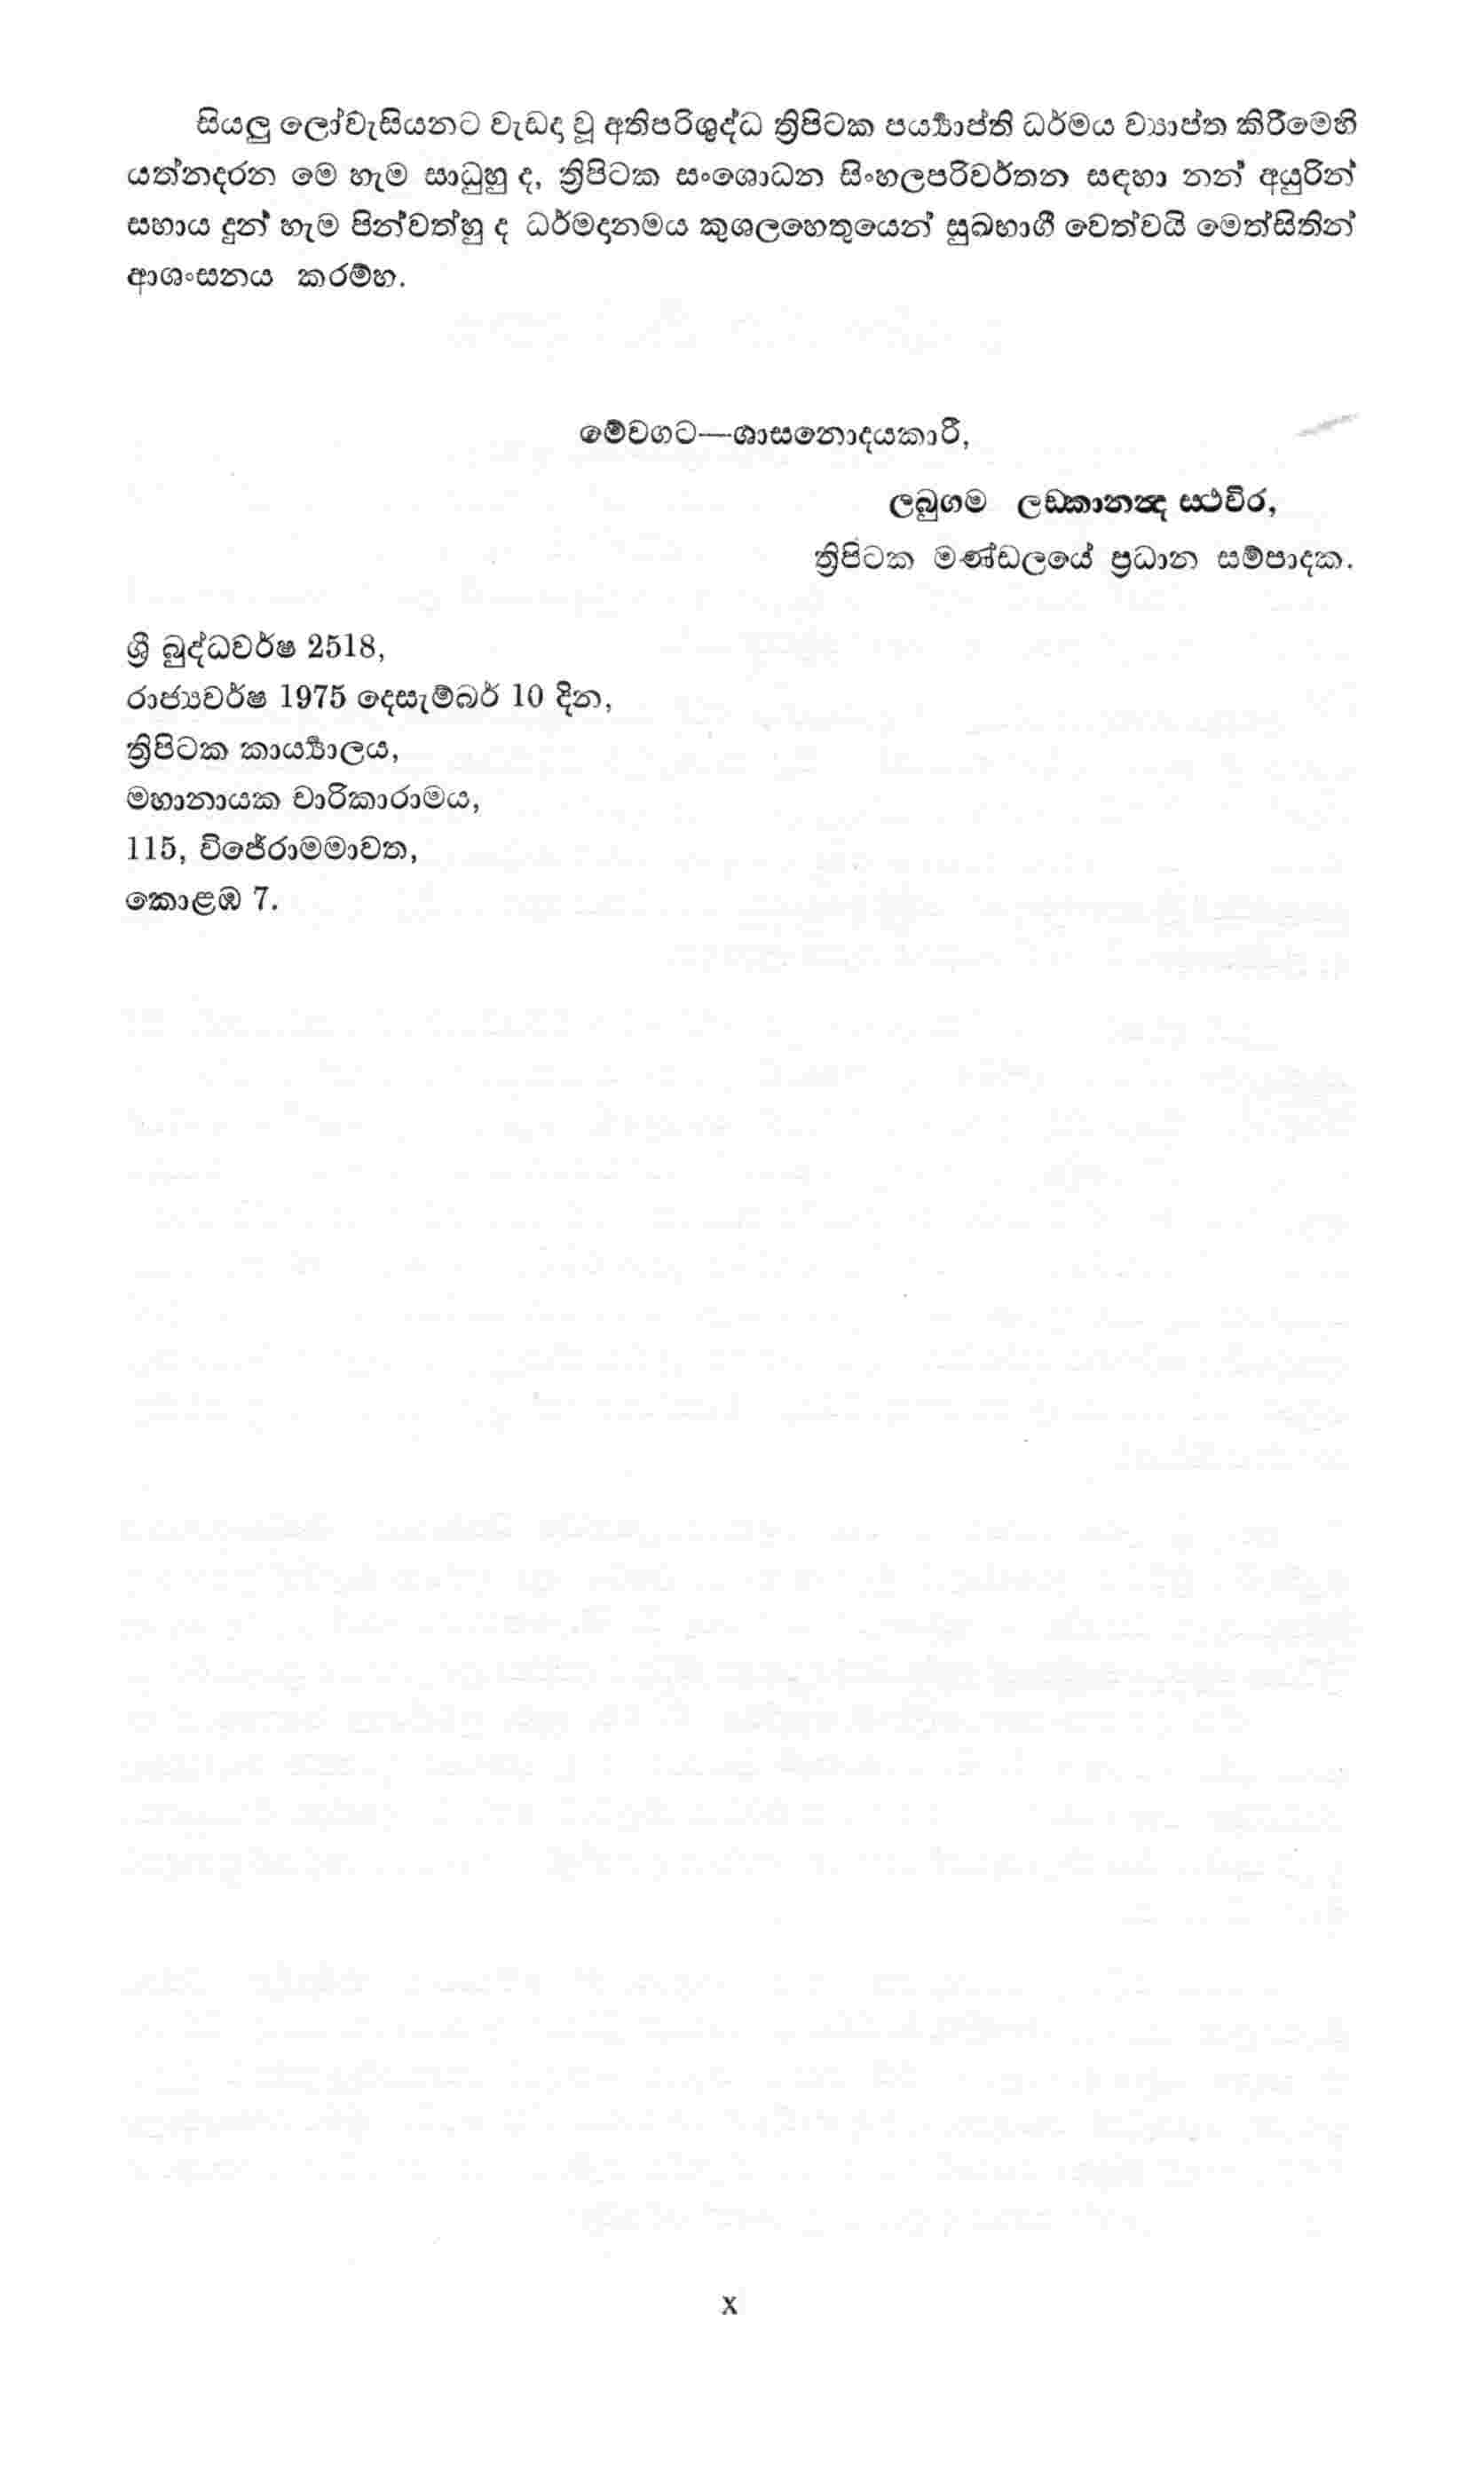 සියලු ලෝවැසියනට වැඩදා වූ අතිපරිශුද්ධ ත්‍රිපිටක පර්‍ය්‍යාප්ති ධර්මය ව්‍යාප්ත කිරීමෙහි
යත්නදරන මෙ හැම සාධුහු ද, ත්‍රිපිටක සංශොධන සිංහලපරිවර්තන සඳහා නන් අයුරින්
සහාය දුන් හැම පින්වත්හු ද ධර්මදානමය කුශලහෙතුයෙන් සුඛභාගී වෙත්වයි මෙත්සිතින්
ආශංසනය කරම්හ.
මේවගට—ශාසනොදයකාරී,
ලබුගම ලඞ්කානන්‍ද ස්ථවිර,
ත්‍රිපිටක මණ්ඩලයේ ප්‍රධාන සම්පාදක.
ශ්‍රී බුද්ධවර්ෂ 2518,
රාජ්‍යවර්ෂ 1975 දෙසැම්බර් 10 දින,
ත්‍රිපිටක කාර්‍ය්‍යාලය,
මහානායක චාරිකාරාමය,
115, විජේරාමමාවත,
කොළඹ 7.
x